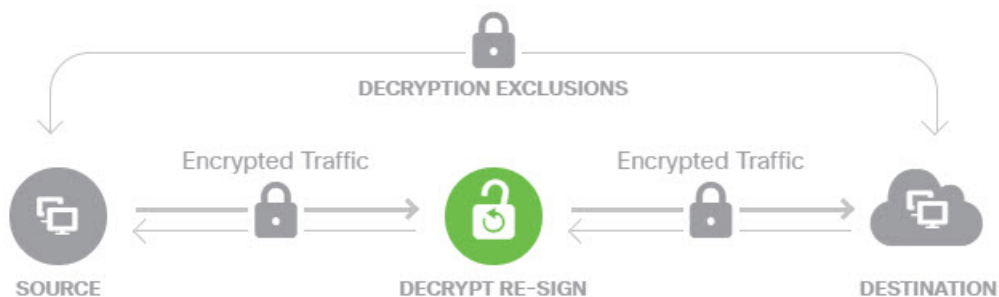 DECRYPTION EXCLUSIONS
Encrypted Traffic
Encrypted Traffic
SOURCE
DECRYPT RE-SIGN
DESTINATION